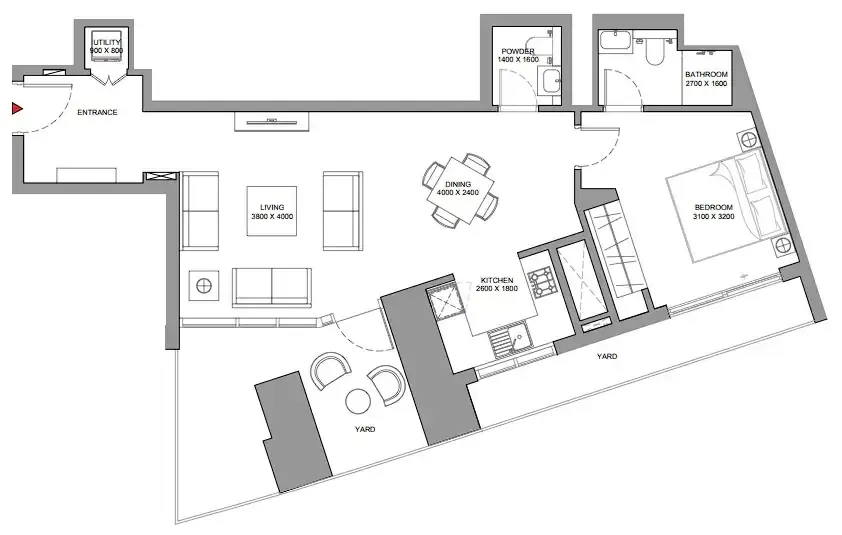 UTILITY
900 X 800
ENTRANCE
POWDER
1400 X 1600
BATHROOM
2700 X 1600
LIVING
3800 X 4000
DINING
4000 X 2400
BEDROOM
3100 X 3200
KITCHEN
2600 X 1800
YARD
YARD